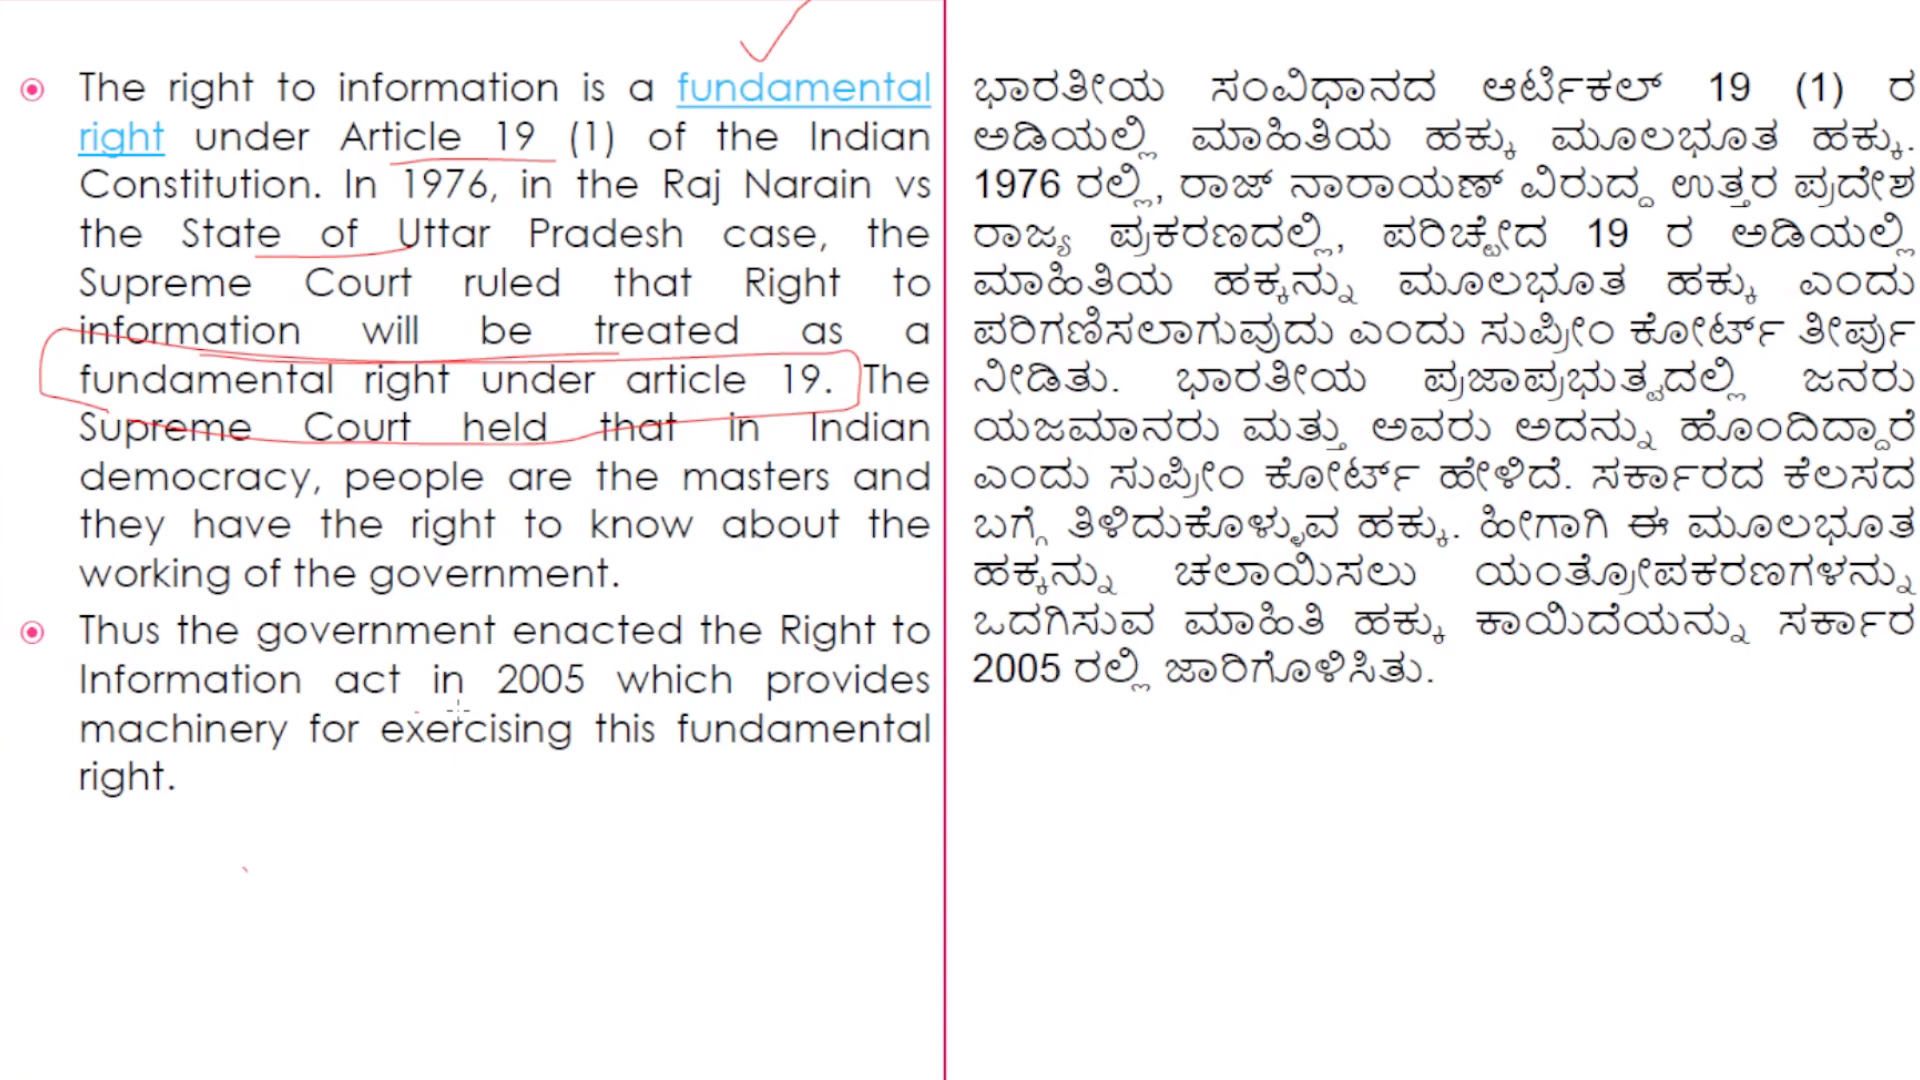 The right to information is a fundamental
right under Article 19 (1) of the Indian
Constitution. In 1976, in the Raj Narain vs
the State of Uttar Pradesh case, the
Supreme Court ruled that Right to
information will be treated as a
fundamental right under article 19. The
Supreme Court held that in Indian
democracy, people are the masters and
they have the right to know about the
working of the government.
Thus the government enacted the Right to
Information act in 2005 which provides
machinery for exercising this fundamental
right.
ಭಾರತೀಯ ಸಂವಿಧಾನದ ಆರ್ಟಿಕಲ್ 19 (1) ರ
ಅಡಿಯಲ್ಲಿ ಮಾಹಿತಿಯ ಹಕ್ಕು ಮೂಲಭೂತ ಹಕ್ಕು.
1976 ರಲ್ಲಿ, ರಾಜ್ ನಾರಾಯಣ್ ವಿರುದ್ಧ ಉತ್ತರ ಪ್ರದೇಶ
ರಾಜ್ಯ ಪ್ರಕರಣದಲ್ಲಿ, ಪರಿಚ್ಛೇದ 19 ರ ಅಡಿಯಲ್ಲಿ
ಮಾಹಿತಿಯ ಹಕ್ಕನ್ನು ಮೂಲಭೂತ ಹಕ್ಕು ಎಂದು
ಪರಿಗಣಿಸಲಾಗುವುದು ಎಂದು ಸುಪ್ರೀಂ ಕೋರ್ಟ್ ತೀರ್ಪು
ನೀಡಿತು. ಭಾರತೀಯ ಪ್ರಜಾಪ್ರಭುತ್ವದಲ್ಲಿ ಜನರು
ಯಜಮಾನರು ಮತ್ತು ಅವರು ಅದನ್ನು ಹೊಂದಿದ್ದಾರೆ
ಎಂದು ಸುಪ್ರೀಂ ಕೋರ್ಟ್ ಹೇಳಿದೆ. ಸರ್ಕಾರದ ಕೆಲಸದ
ಬಗ್ಗೆ ತಿಳಿದುಕೊಳ್ಳುವ ಹಕ್ಕು. ಹೀಗಾಗಿ ಈ ಮೂಲಭೂತ
ಹಕ್ಕನ್ನು ಚಲಾಯಿಸಲು ಯಂತ್ರೋಪಕರಣಗಳನ್ನು
ಒದಗಿಸುವ ಮಾಹಿತಿ ಹಕ್ಕು ಕಾಯಿದೆಯನ್ನು ಸರ್ಕಾರ
2005 ರಲ್ಲಿ ಜಾರಿಗೊಳಿಸಿತು.